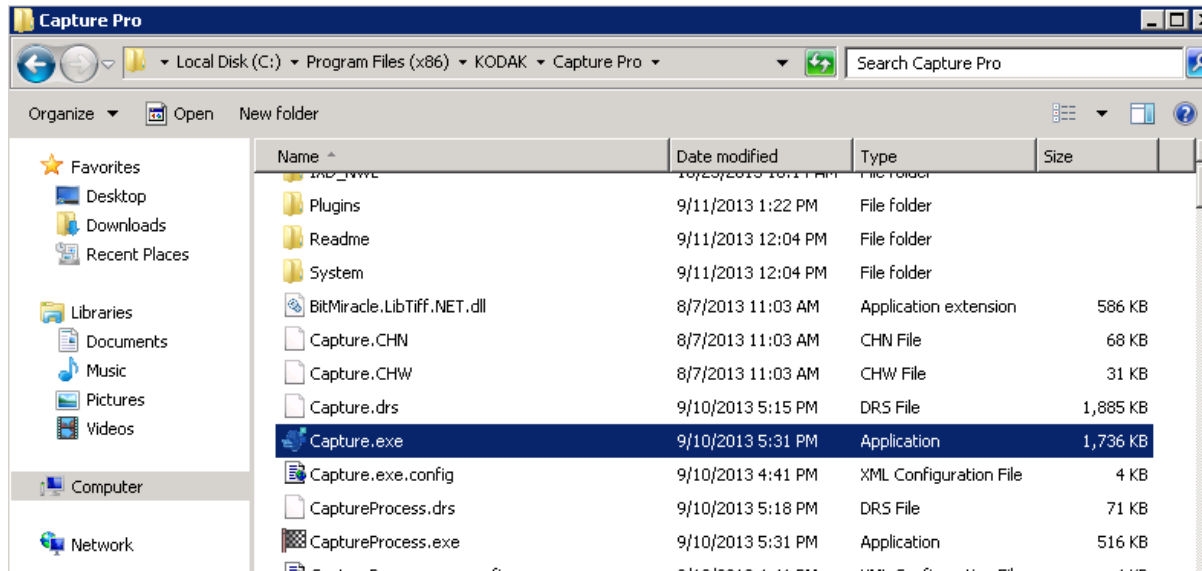 Capture Pro
Local Disk (C:) Program Files (x86) KODAK Capture Pro
Search Capture Pro
Organize Open New folder
Favorites
Desktop
Downloads
Recent Places
Libraries
Documents
Music
Pictures
Videos
Computer
Network
Name Date modified Type Size
Plugins 9/11/2013 1:22 PM File folder
Readme 9/11/2013 12:04 PM File folder
System 9/11/2013 12:04 PM File folder
BitMiracle.LibTiff.NET.dll 8/7/2013 11:03 AM Application extension 586 KB
Capture.CHN 8/7/2013 11:03 AM CHN File 68 KB
Capture.CHW 8/7/2013 11:03 AM CHW File 31 KB
Capture.drs 9/10/2013 5:15 PM DRS File 1,885 KB
Capture.exe 9/10/2013 5:31 PM Application 1,736 KB
Capture.exe.config 9/10/2013 4:41 PM XML Configuration File 4 KB
CaptureProcess.drs 9/10/2013 5:18 PM DRS File 71 KB
CaptureProcess.exe 9/10/2013 5:31 PM Application 516 KB